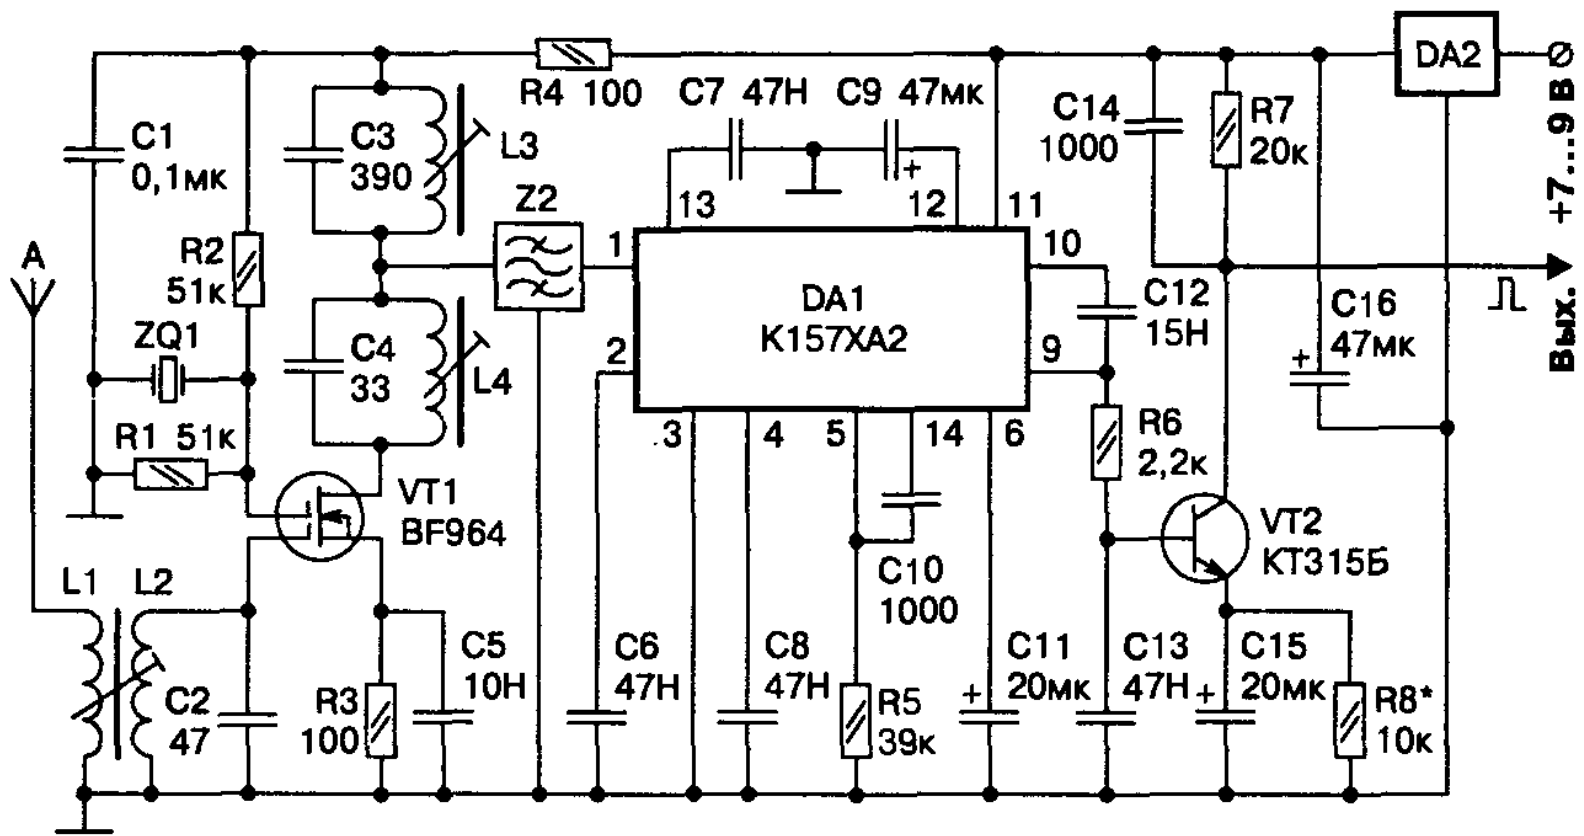 DA2
R4 100
C7 47Н
C9 47мк
C14
1000
R7
20к
C1
0,1мк
C3
390
L3
+
13
12
11
Z2
A
R2
51к
1
10
DA1
К157ХА2
C12
15Н
C16
47мк
+
Вых. +7...9 В
ZQ1
C4
33
L4
2
9
R1 51к
3
4
5
14
6
R6
2,2к
VT1
BF964
VT2
КТ315Б
C10
1000
L1
L2
C5
10Н
C6
47Н
C8
47Н
C11
20мк
+
C13
47Н
C15
20мк
+
C2
47
R3
100
R5
39к
R8*
10к